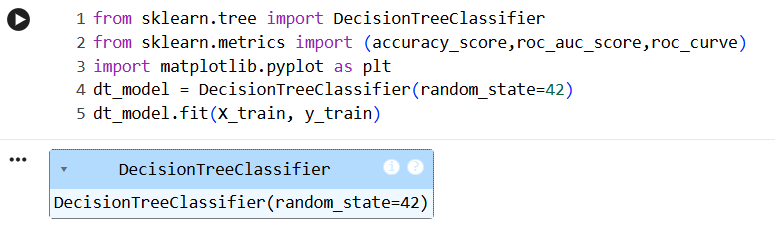 1 from sklearn.tree import DecisionTreeClassifier
2 from sklearn.metrics import (accuracy_score,roc_auc_score,roc_curve)
3 import matplotlib.pyplot as plt
4 dt_model = DecisionTreeClassifier(random_state=42)
5 dt_model.fit(X_train, y_train)
DecisionTreeClassifier i ?
DecisionTreeClassifier(random_state=42)